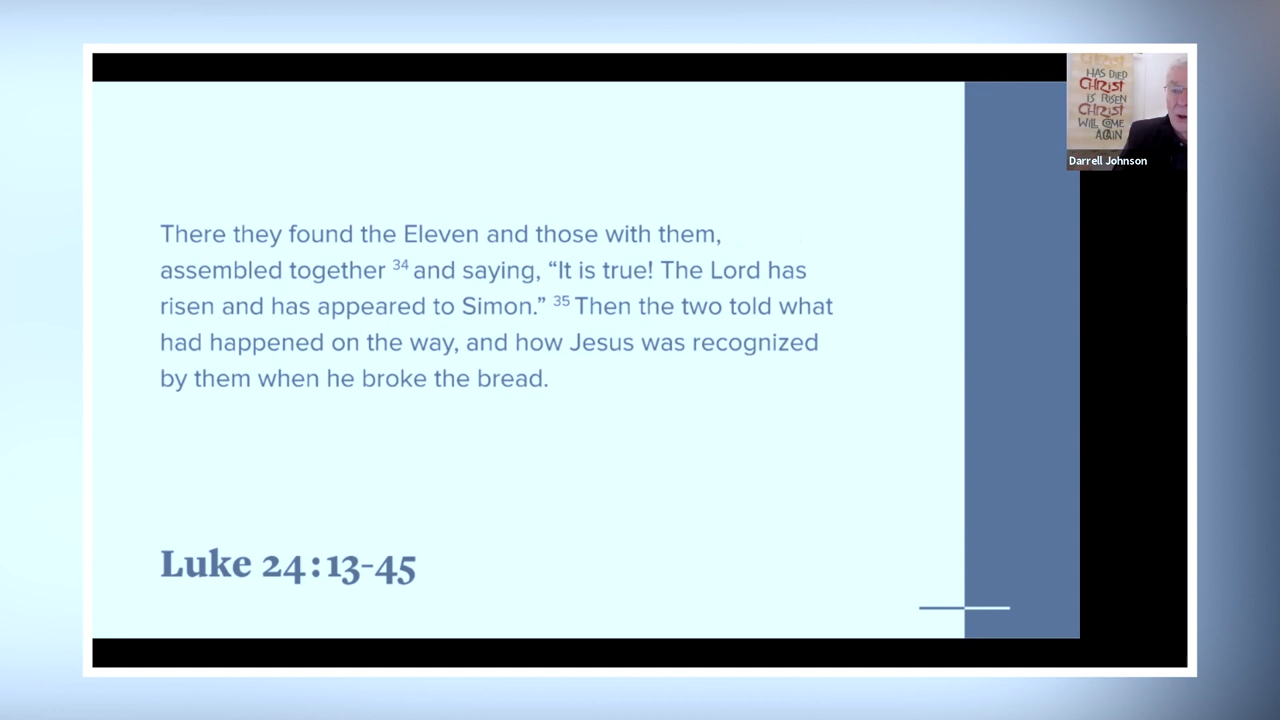 There they found the Eleven and those with them,
assembled together 34 and saying, “It is true! The Lord has
risen and has appeared to Simon.” 35 Then the two told what
had happened on the way, and how Jesus was recognized
by them when he broke the bread.
Luke 24:13-45
CHRIST
HAS DIED
CHRIST
IS RISEN
CHRIST
WILL COME
AGAIN
Darrell Johnson